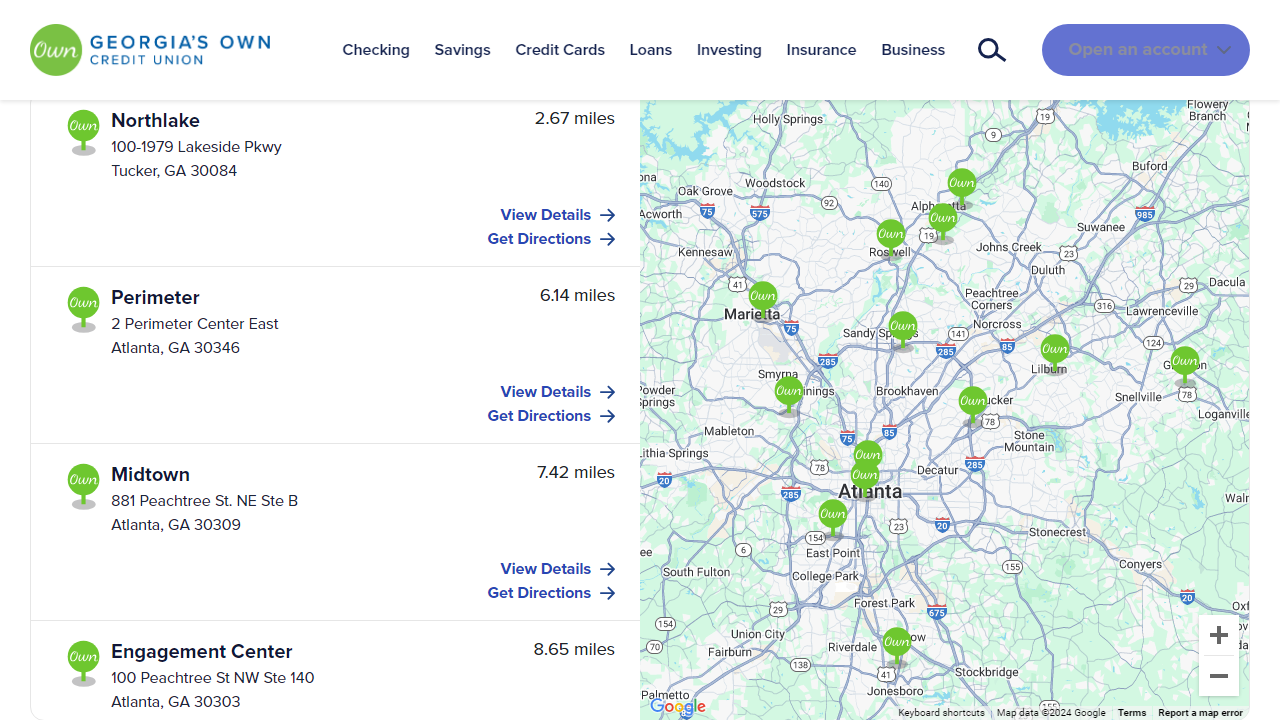 Own GEORGIA'S OWN
CREDIT UNION
Checking
Savings
Credit Cards
Loans
Investing
Insurance
Business
Open an account
Own
Northlake
2.67 miles
100-1979 Lakeside Pkwy
Tucker, GA 30084
View Details
Get Directions
Own
Perimeter
6.14 miles
2 Perimeter Center East
Atlanta, GA 30346
View Details
Get Directions
Own
Midtown
7.42 miles
881 Peachtree St. NE Ste B
Atlanta, GA 30309
View Details
Get Directions
Own
Engagement Center
8.65 miles
100 Peachtree St NW Ste 140
Atlanta, GA 30303
Flowery
Branch
Holly Springs
19
9
Buford
Oak Grove
Woodstock
140
Own
92
Acworth
75
575
Own
985
Own
19
Suwanee
Kennesaw
Roswell
Johns Creek
23
Duluth
41
29
Dacula
Own
Peachtree
Corners
316
Marietta
Lawrenceville
75
Own
Norcross
Sandy
141
285
285
85
Own
124
Lilburn
Own
Smyrna
Own
Brookhaven
78
Powder
Springs
Snellville
Own
78
Loganville
Mableton
75
85
Stone
Mountain
Lithia Springs
Own
78
Own
Decatur
285
20
285
Atlanta
Own
23
20
154
Stonecrest
6
East Point
Conyers
South Fulton
College Park
155
20
29
Forest Park
675
154
Union City
Own
70
Fairburn
Riverdale
138
41
Stockbridge
Jonesboro
Palmetto
155
85
Google
Keyboard shortcuts
Map data ©2024 Google
Terms
Report a map error